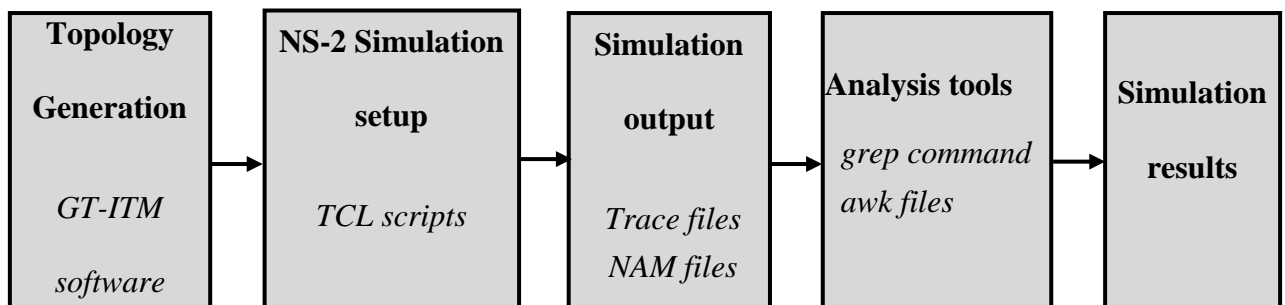 Topology
Generation
GT-ITM
software
NS-2 Simulation
setup
TCL scripts
Simulation
output
Trace files
NAM files
Analysis tools
grep command
awk files
Simulation
results